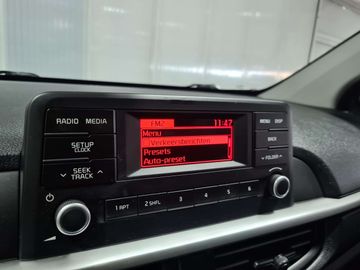 RADIO MEDIA
SETUP
CLOCK
SEEK
TRACK
FM2 11:47
Menu
Verkeersberichten
Presets
Auto-preset
MENU DISP
BACK
FOLDER
1 RPT 2 SHFL 3 4 5 6